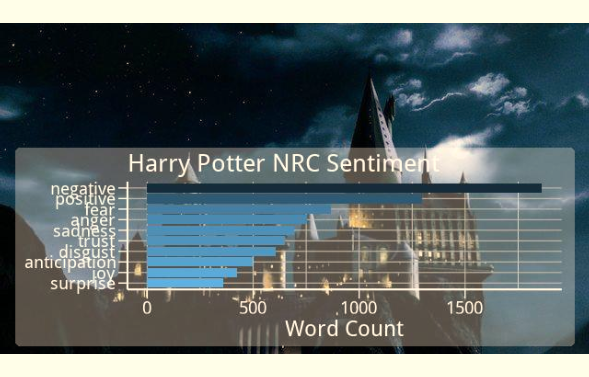 Harry Potter NRC Sentiment
negative
positive
fear
anger
sadness
trust
disgust
anticipation
joy
surprise
0 500 1000 1500
Word Count